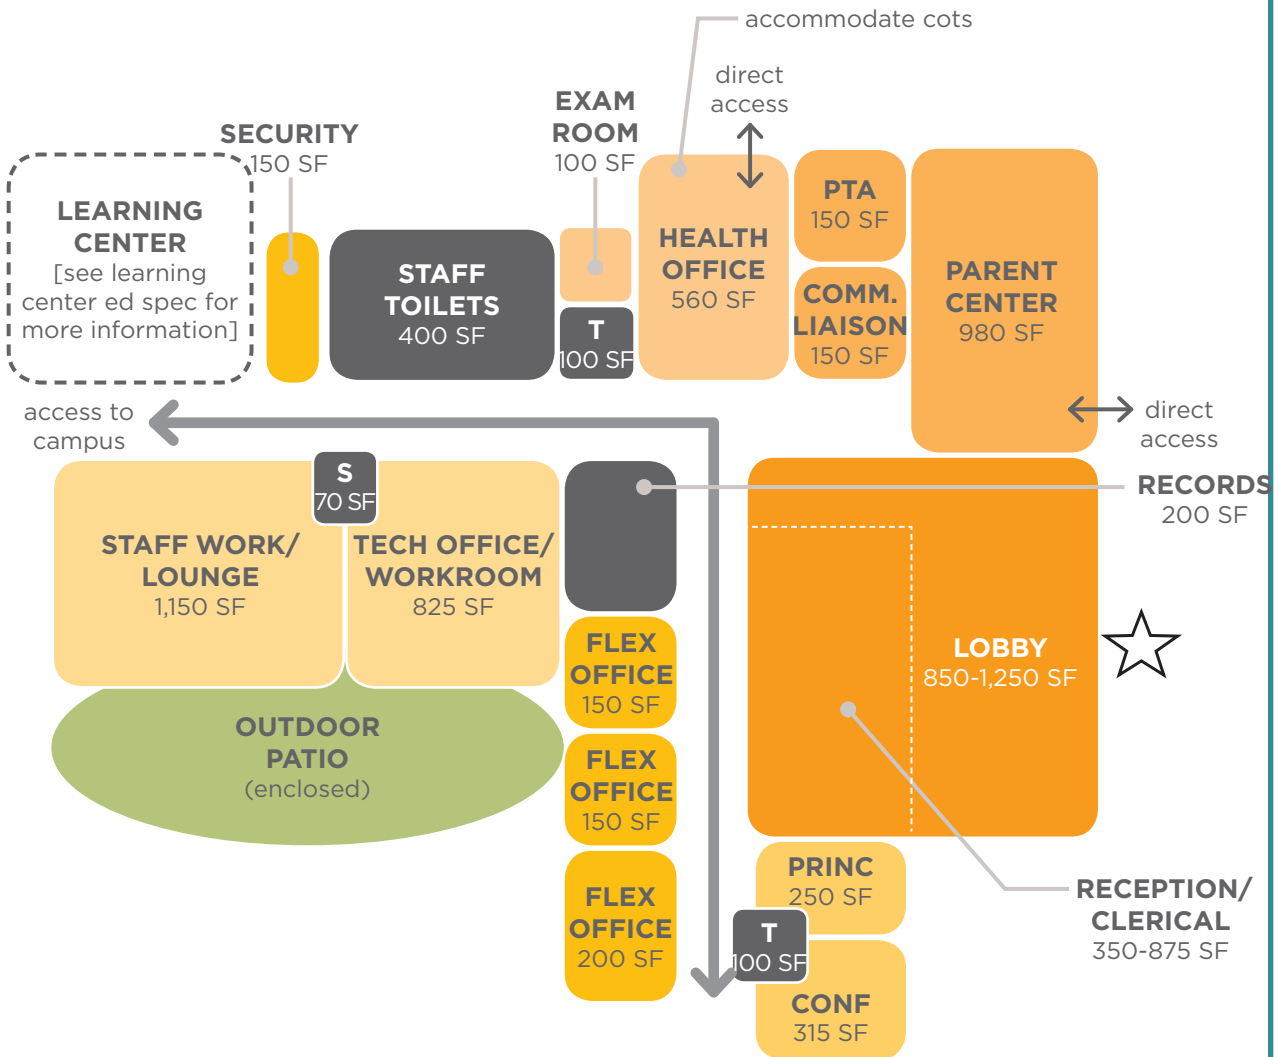 accommodate cots
direct
access
EXAM
ROOM
100 SF
SECURITY
150 SF
LEARNING
CENTER
[see learning
center ed spec for
more information]
STAFF
TOILETS
400 SF
T
100 SF
HEALTH
OFFICE
560 SF
PTA
150 SF
COMM.
LIAISON
150 SF
PARENT
CENTER
980 SF
direct
access
access to
campus
S
70 SF
STAFF WORK/
LOUNGE
1,150 SF
TECH OFFICE/
WORKROOM
825 SF
RECORDS
200 SF
FLEX
OFFICE
150 SF
LOBBY
850-1,250 SF
OUTDOOR
PATIO
(enclosed)
FLEX
OFFICE
150 SF
FLEX
OFFICE
200 SF
PRINC
250 SF
T
100 SF
CONF
315 SF
RECEPTION/
CLERICAL
350-875 SF